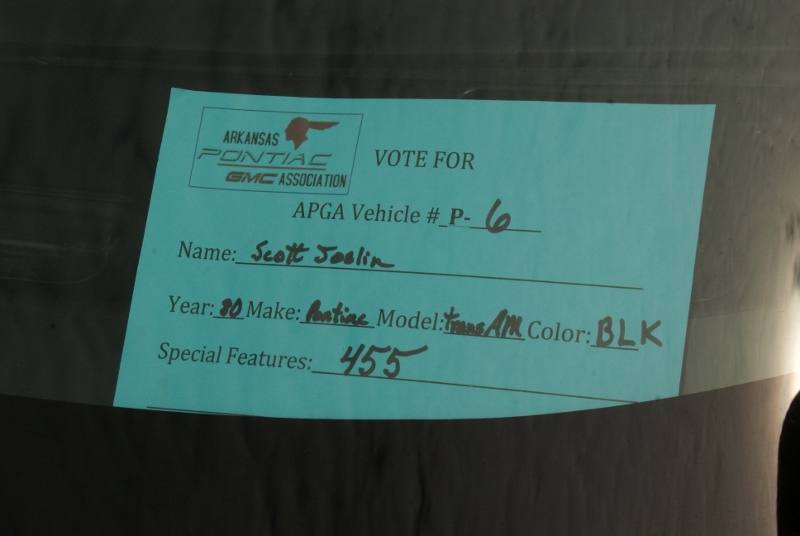 ARKANSAS
PONTIAC
GMC ASSOCIATION
VOTE FOR
APGA Vehicle # P- 6
Name: Scott Joslin
Year: 80 Make: Pontiac Model: Trans AM Color: BLK
Special Features: 455